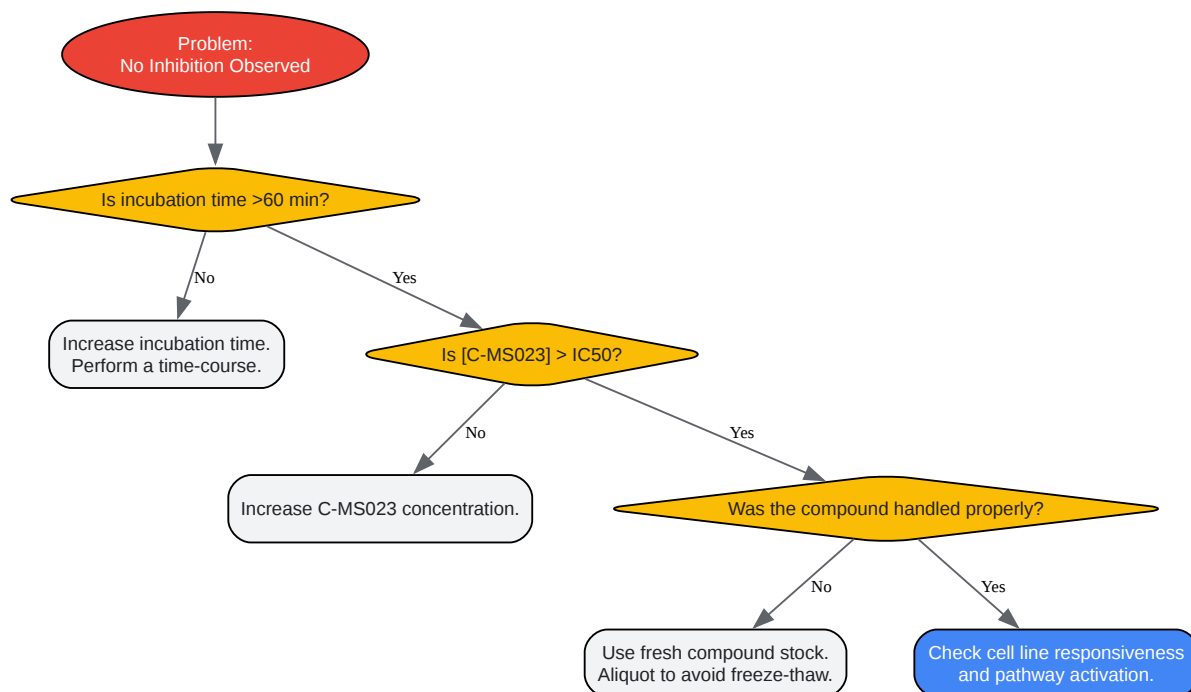 Problem:
No Inhibition Observed
Is incubation time >60 min?
No
Yes
Increase incubation time.
Perform a time-course.
Is [C-MS023] > IC50?
No
Yes
Increase C-MS023 concentration.
Was the compound handled properly?
No
Yes
Use fresh compound stock.
Aliquot to avoid freeze-thaw.
Check cell line responsiveness
and pathway activation.